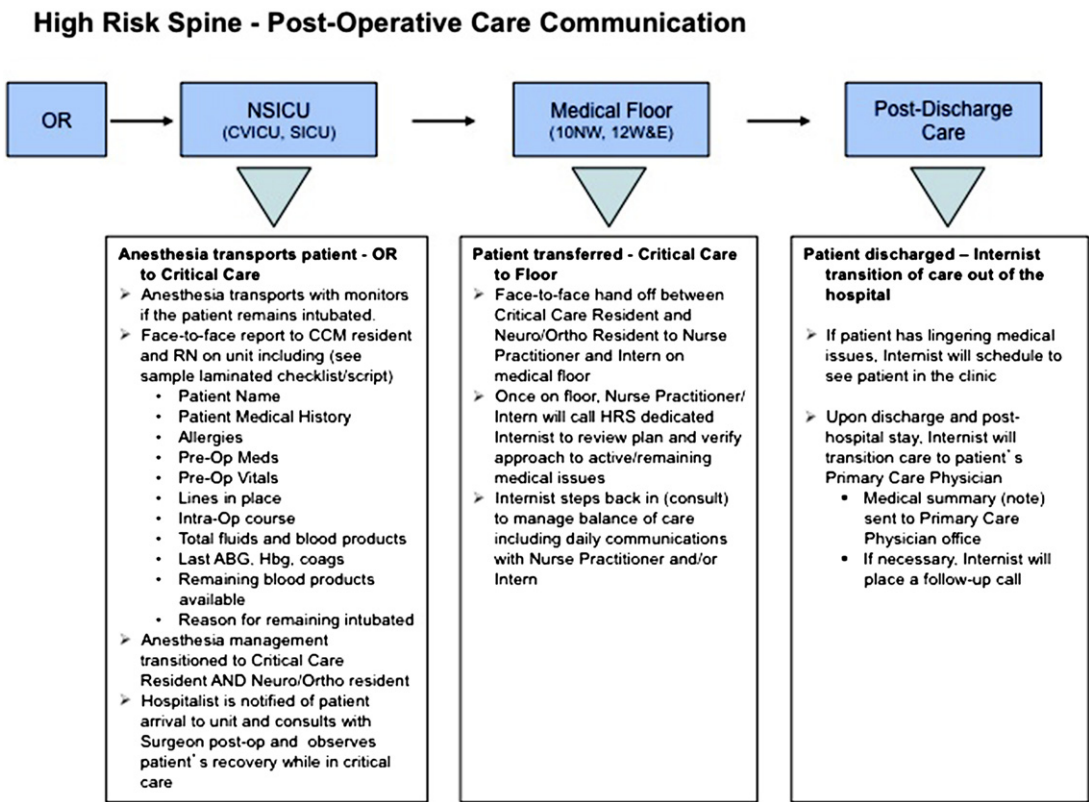 High Risk Spine - Post-Operative Care Communication
OR
NSICU
(CVICU, SICU)
Medical Floor
(10NW, 12W&E)
Post-Discharge
Care
Anesthesia transports patient - OR
to Critical Care
➢ Anesthesia transports with monitors
if the patient remains intubated.
➢ Face-to-face report to CCM resident
and RN on unit including (see
sample laminated checklist/script)
• Patient Name
• Patient Medical History
• Allergies
• Pre-Op Meds
• Pre-Op Vitals
• Lines in place
• Intra-Op course
• Total fluids and blood products
• Last ABG, Hbg, coags
• Remaining blood products
available
• Reason for remaining intubated
➢ Anesthesia management
transitioned to Critical Care
Resident AND Neuro/Ortho resident
➢ Hospitalist is notified of patient
arrival to unit and consults with
Surgeon post-op and observes
patient`s recovery while in critical
care
Patient transferred - Critical Care
to Floor
➢ Face-to-face hand off between
Critical Care Resident and
Neuro/Ortho Resident to Nurse
Practitioner and Intern on
medical floor
➢ Once on floor, Nurse Practitioner/
Intern will call HRS dedicated
Internist to review plan and verify
approach to active/remaining
medical issues
➢ Internist steps back in (consult)
to manage balance of care
including daily communications
with Nurse Practitioner and/or
Intern
Patient discharged – Internist
transition of care out of the
hospital
➢ If patient has lingering medical
issues, Internist will schedule to
see patient in the clinic
➢ Upon discharge and post-
hospital stay, Internist will
transition care to patient`s
Primary Care Physician
▪ Medical summary (note)
sent to Primary Care
Physician office
▪ If necessary, Internist will
place a follow-up call